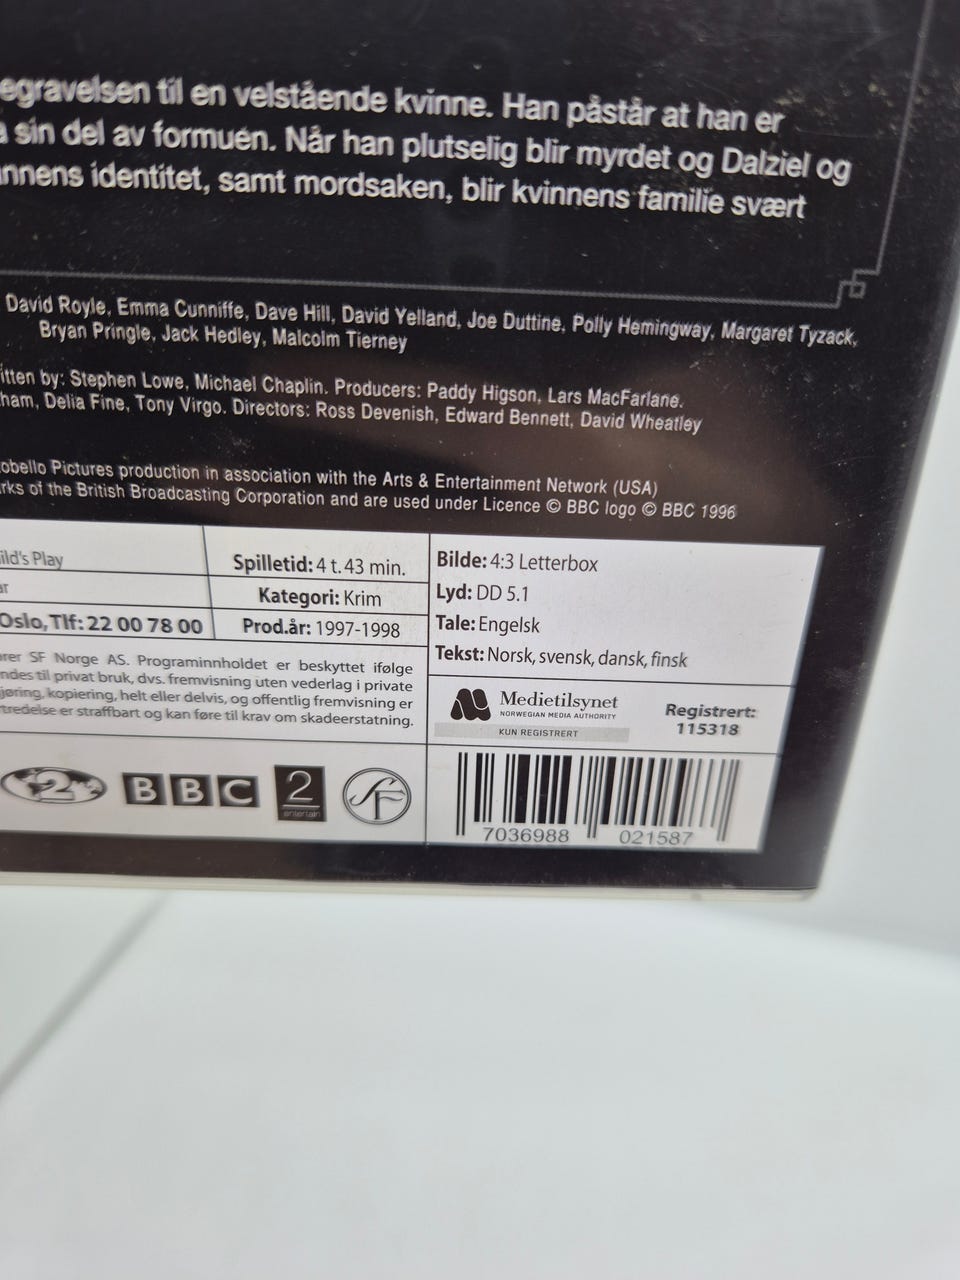 egravelsen til en velstående kvinne. Han påstår at han er
sin del av formuen. Når han plutselig blir myrdet og Dalziel og
nnens identitet, samt mordsaken, blir kvinnens familie svært
David Royle, Emma Cunniffe, Dave Hill, David Yelland, Joe Duttine, Polly Hemingway, Margaret Tyzack,
Bryan Pringle, Jack Hedley, Malcolm Tierney
itten by: Stephen Lowe, Michael Chaplin. Producers: Paddy Higson, Lars MacFarlane.
ham, Delia Fine, Tony Virgo. Directors: Ross Devenish, Edward Bennett, David Wheatley
obello Pictures production in association with the Arts & Entertainment Network (USA)
rks of the British Broadcasting Corporation and are used under Licence © BBC logo © BBC 1996
ild's Play
Spilletid: 4 t. 43 min.
Kategori: Krim
Oslo, Tlf: 22 00 78 00
Prod.år: 1997-1998
rer SF Norge AS. Programinnholdet er beskyttet ifølge
ndes til privat bruk, dvs. fremvisning uten vederlag i private
jøring, kopiering, helt eller delvis, og offentlig fremvisning er
rtredelse er straffbart og kan føre til krav om skadeerstatning.
Bilde: 4:3 Letterbox
Lyd: DD 5.1
Tale: Engelsk
Tekst: Norsk, svensk, dansk, finsk
Medietilsynet
NORWEGIAN MEDIA AUTHORITY
KUN REGISTRERT
Registrert:
115318
2
BBC
2
entertain
SF
7036988 021587